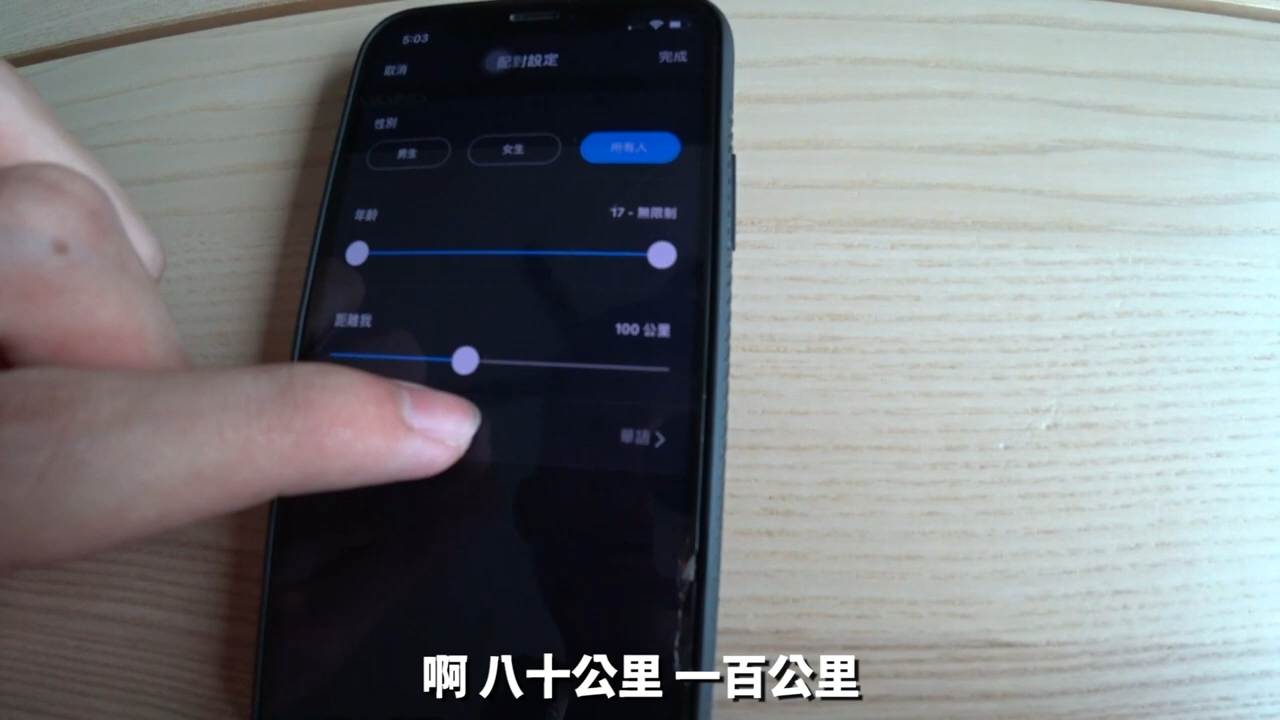 5:03
取消
配對設定
完成
性別
男生
女生
所有人
年齡
17 - 無限制
距離我
100 公里
華語
啊 八十公里 一百公里